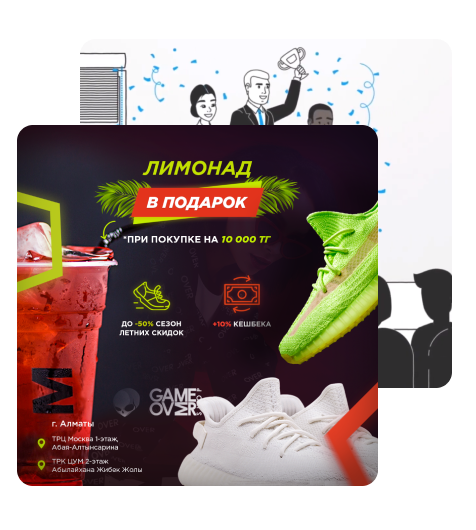 ЛИМОНАД
В ПОДАРОК
*ПРИ ПОКУПКЕ НА 10 000 ТГ
ДО -50% СЕЗОН
ЛЕТНИХ СКИДОК
+10% КЕШБЕКА
M
GAME
OVER
г. Алматы
ТРЦ Москва 1-этаж,
Абая-Алтынсарина
ТРК ЦУМ 2-этаж
Абылайхана Жибек Жолы